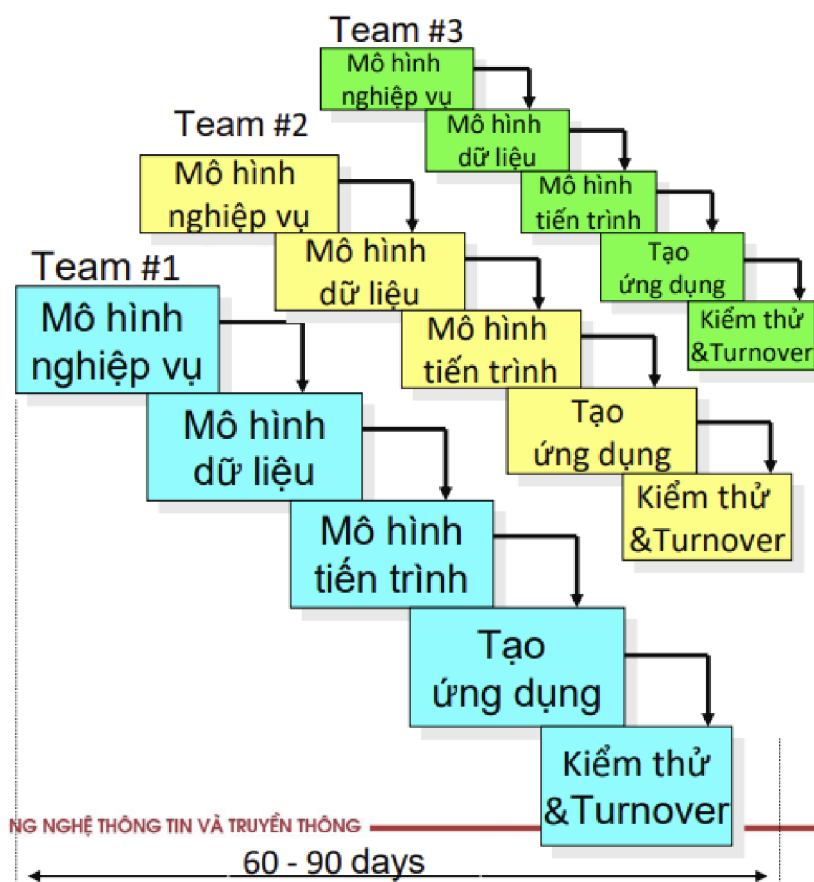 Team #3
Mô hình
nghiệp vụ
Mô hình
dữ liệu
Mô hình
tiến trình
Tạo
ứng dụng
Kiểm thử
&Turnover
Team #2
Mô hình
nghiệp vụ
Mô hình
dữ liệu
Mô hình
tiến trình
Tạo
ứng dụng
Kiểm thử
&Turnover
Team #1
Mô hình
nghiệp vụ
Mô hình
dữ liệu
Mô hình
tiến trình
Tạo
ứng dụng
Kiểm thử
&Turnover
NG NGHỆ THÔNG TIN VÀ TRUYỀN THÔNG
60 - 90 days